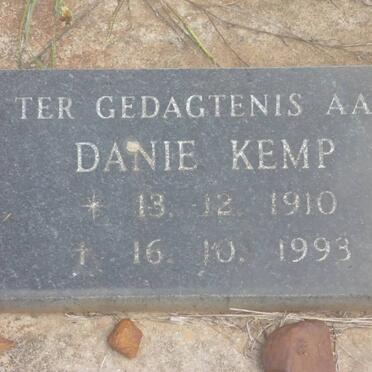 TER GEDAGTENIS AA
DANIE KEMP
* 13. 12. 1910
† 16. 10. 1993